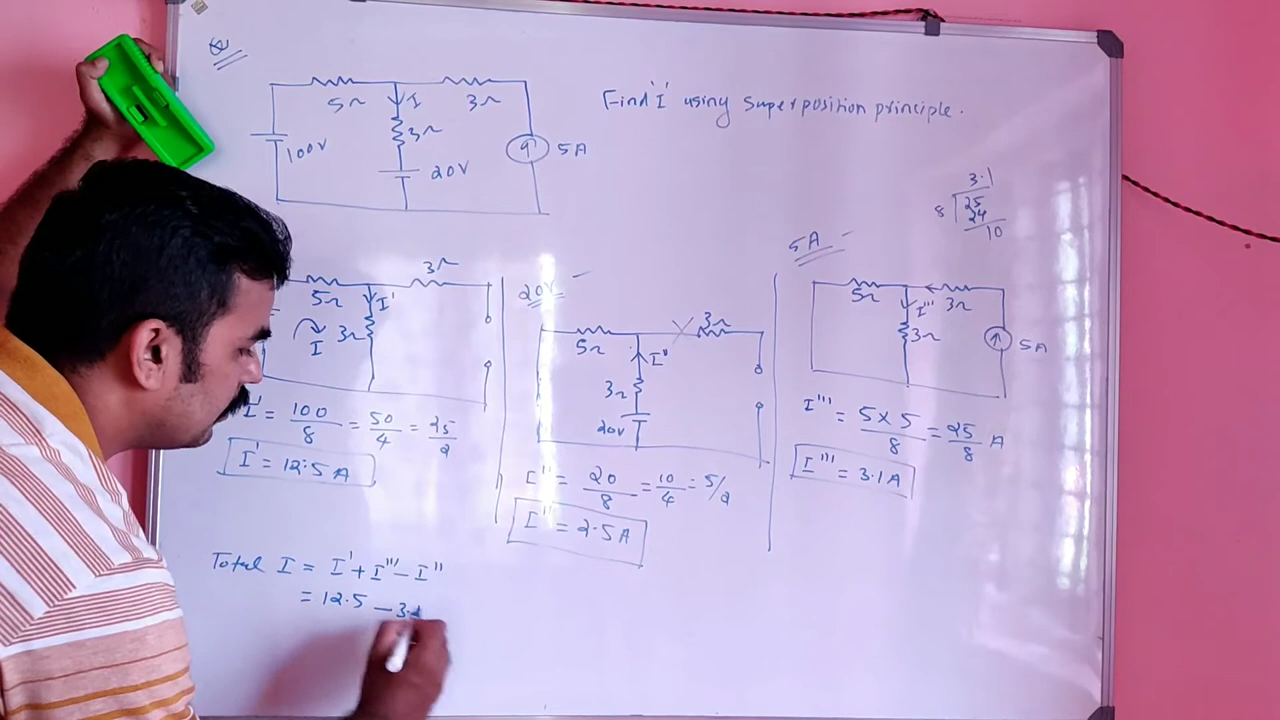 Q
Find 'I' using Superposition principle.
5Ω I 3Ω
3Ω
100V
20V
5A
3.1
8 25
24
10
3Ω
5Ω I'
3Ω
I
I' = 100/8 = 50/4 = 25/2
I' = 12.5A
20V
3Ω
5Ω I''
3Ω
20V
I'' = 20/8 = 10/4 = 5/2
I'' = 2.5A
5A
5Ω I''' 3Ω
3Ω
5A
I''' = 5×5/8 = 25/8 A
I''' = 3.1A
Total I = I' + I''' - I''
= 12.5 - 3.